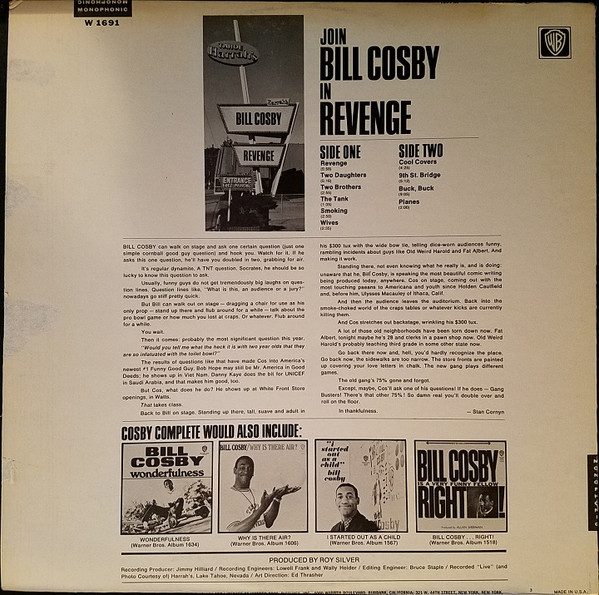 MONOPHONIC
MONOPHONIC
W 1691
TAHOE
Harrah's
BILL COSBY
REVENGE
ENTRANCE
JOIN
BILL COSBY
IN
REVENGE
WB
SIDE ONE
Revenge
Two Daughters
Two Brothers
The Tank
Smoking
Wives
SIDE TWO
Cool Covers
9th St. Bridge
Buck, Buck
Planes
BILL COSBY can walk on stage and ask one certain question (just one
simple cornball good guy question) and hook you. Watch for it. If he
asks this one question, he'll have you doubled in two, grabbing for air.
It's regular dynamite. A TNT question. Socrates, he should be so
lucky to know this question to ask.
Usually, funny guys do not get tremendously big laughs on ques-
tion lines. Question lines like, "What is this, an audience or a jury?"
nowadays go stiff pretty quick.
But Bill can walk out on stage — dragging a chair for use as his
only prop — stand up there and flub around for a while — talk about the
pro bowl game or how much you lost at craps. Or whatever. Flub around
for a while.
You wait.
Then it comes: probably the most significant question this year.
"Would you tell me what the heck it is with two year olds that they
are so infatuated with the toilet bowl?"
The results of questions like that have made Cos into America's
newest #1 Funny Good Guy. Bob Hope may still be Mr. America in Good
Deeds; he shows up in Viet Nam. Danny Kaye does the bit for UNICEF
in Saudi Arabia, and that makes him good, too.
But Cos, what does he do? He shows up at White Front Store
openings, in Watts.
That takes class.
Back to Bill on stage. Standing up there, tall, suave and adult in
his $300 tux with the wide bow tie, telling dice-worn audiences funny,
rambling incidents about guys like Old Weird Harold and Fat Albert. And
making it work.
Standing there, not even knowing what he really is, and is doing:
unaware that he, Bill Cosby, is speaking the most beautiful comic writing
being produced today, anywhere. Cos on stage, coming out with the
most touching paeans to Americans and youth since Holden Caulfield
and, before him, Ulysses Macauley of Ithaca, Calif.
And then the audience leaves the auditorium. Back into the
smoke-choked world of the craps tables or whatever kicks are currently
killing them.
And Cos stretches out backstage, wrinkling his $300 tux.
A lot of those old neighborhoods have been torn down now. Fat
Albert, tonight maybe he's 28 and clerks in a pawn shop now. Old Weird
Harold's probably teaching third grade in some other state now.
Go back there now and, hell, you'd hardly recognize the place.
Go back now, the sidewalks are too narrow. The store fronts are painted
up covering your love letters in chalk. The new gang plays different
games.
The old gang's 75% gone and forgot.
Except, maybe, Cos'll ask one of his questions! If he does — Gang
Busters! There's that other 75%! So damn real you'll double over and
roll on the floor.
In thankfulness.
— Stan Cornyn
COSBY COMPLETE WOULD ALSO INCLUDE:
BILL
COSBY
wonderfulness
BILL COSBY/WHY IS THERE AIR?
"i
started
out
as a
child"
bill
cosby
BILL COSBY
IS A VERY FUNNY FELLOW
RIGHT!
WONDERFULNESS
(Warner Bros. Album 1634)
WHY IS THERE AIR?
(Warner Bros. Album 1606)
I STARTED OUT AS A CHILD
(Warner Bros. Album 1567)
BILL COSBY . . . RIGHT!
(Warner Bros. Album 1518)
PRODUCED BY ROY SILVER
Recording Producer: Jimmy Hilliard / Recording Engineers: Lowell Frank and Wally Heider / Editing Engineer: Bruce Staple / Recorded "Live" (and
Photo Courtesy of) Harrah's, Lake Tahoe, Nevada / Art Direction: Ed Thrasher
MADE IN U.S.A.